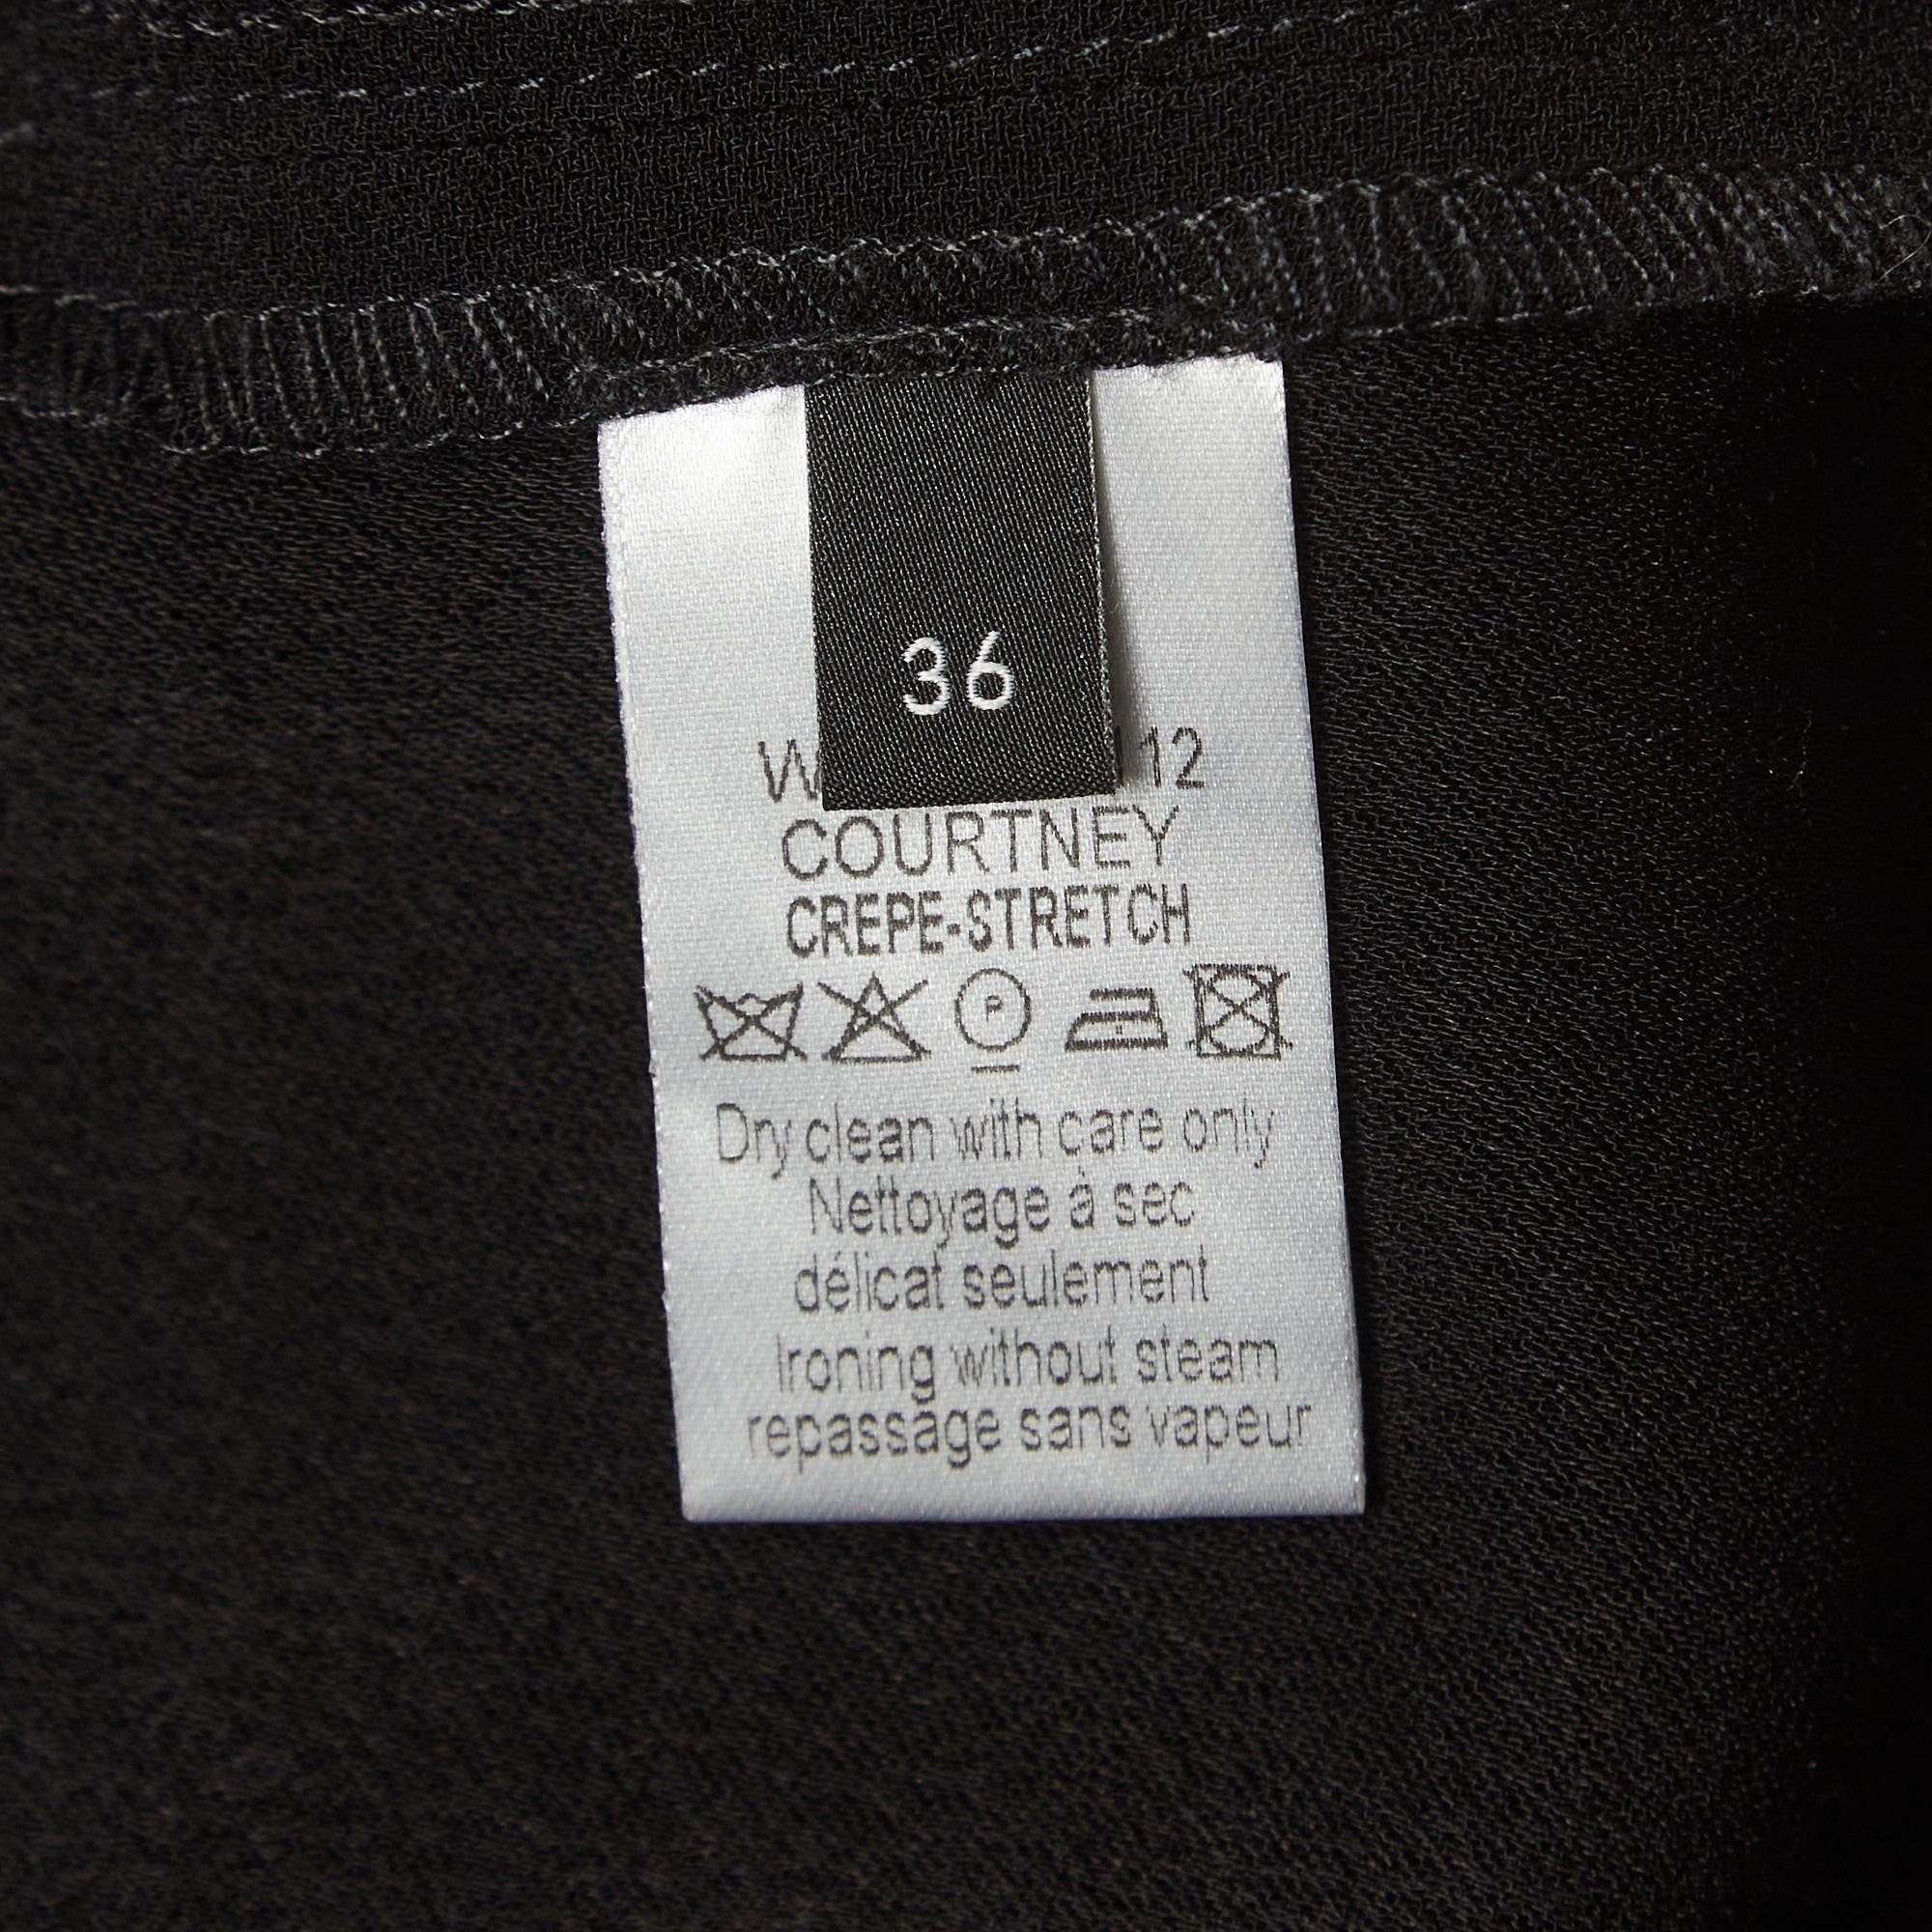 36
12
COURTNEY
CREPE-STRETCH
P
Dry clean with care only
Nettoyage à sec
délicat seulement
Ironing without steam
repassage sans vapeur